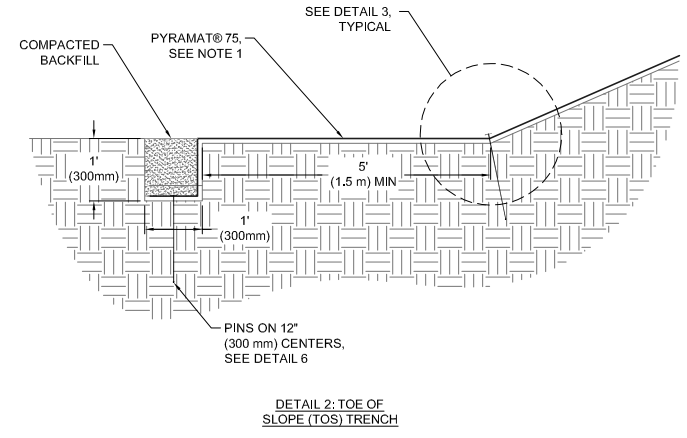 SEE DETAIL 3,
TYPICAL
COMPACTED
BACKFILL
PYRAMAT® 75,
SEE NOTE 1
1'
(300mm)
5'
(1.5 m) MIN
1'
(300mm)
PINS ON 12"
(300 mm) CENTERS,
SEE DETAIL 6
DETAIL 2: TOE OF
SLOPE (TOS) TRENCH